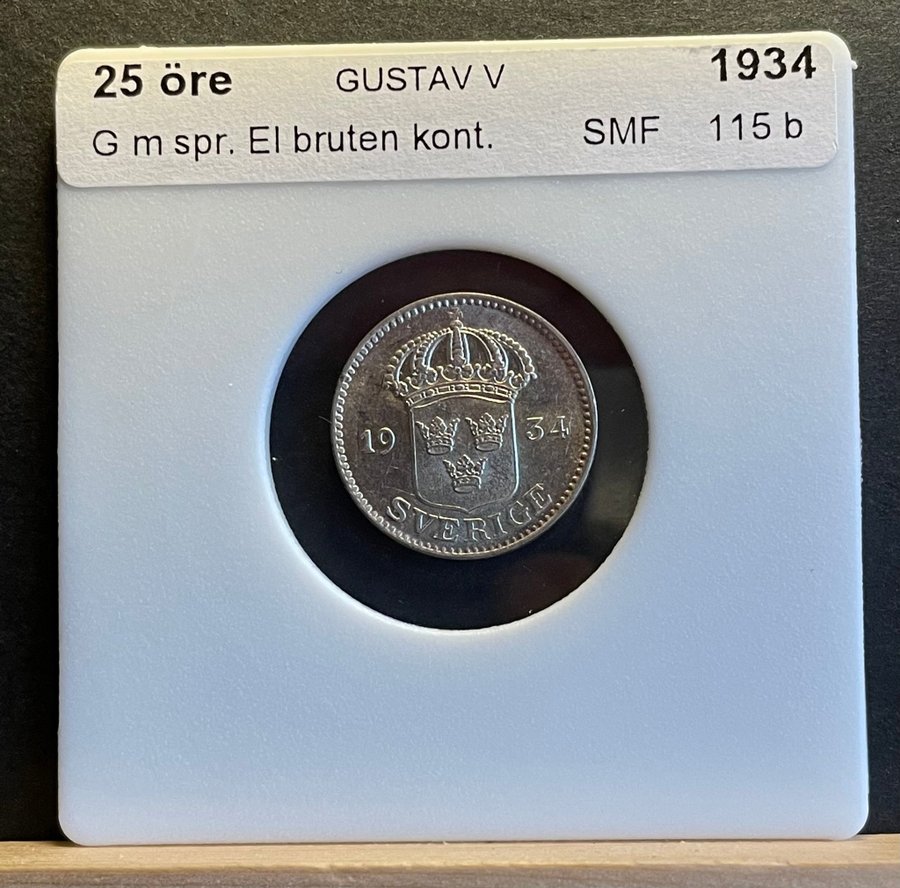 25 öre GUSTAV V 1934
G m spr. El bruten kont. SMF 115 b
19 34
SVERIGE